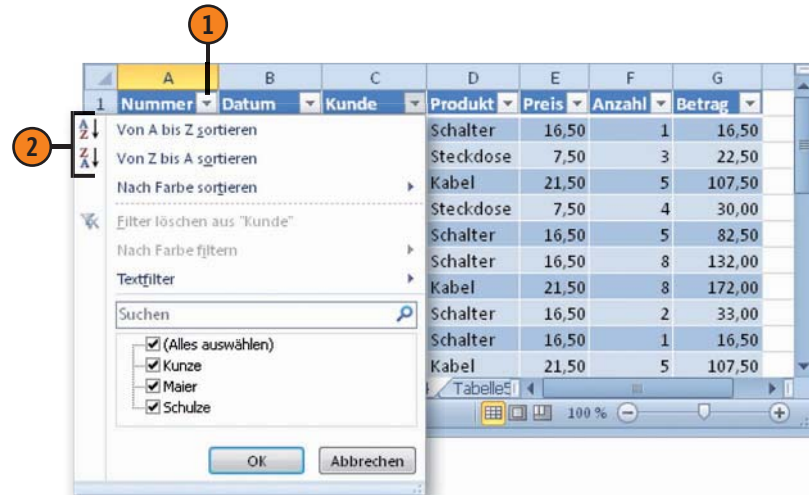 1
A B C D E F G
1 Nummer Datum Kunde Produkt Preis Anzahl Betrag
2
Von A bis Z sortieren
Von Z bis A sortieren
Nach Farbe sortieren
Filter löschen aus "Kunde"
Nach Farbe filtern
Textfilter
Suchen
(Alles auswählen)
Kunze
Maier
Schulze
OK Abbrechen
Schalter 16,50 1 16,50
Steckdose 7,50 3 22,50
Kabel 21,50 5 107,50
Steckdose 7,50 4 30,00
Schalter 16,50 5 82,50
Schalter 16,50 8 132,00
Kabel 21,50 8 172,00
Schalter 16,50 2 33,00
Schalter 16,50 1 16,50
Kabel 21,50 5 107,50
Tabelle5
100 %